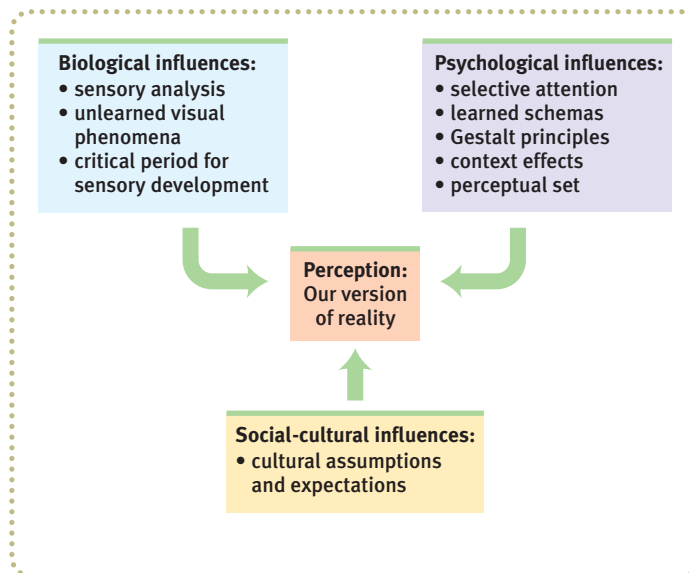 Biological influences:
• sensory analysis
• unlearned visual
phenomena
• critical period for
sensory development
Psychological influences:
• selective attention
• learned schemas
• Gestalt principles
• context effects
• perceptual set
Perception:
Our version
of reality
Social-cultural influences:
• cultural assumptions
and expectations